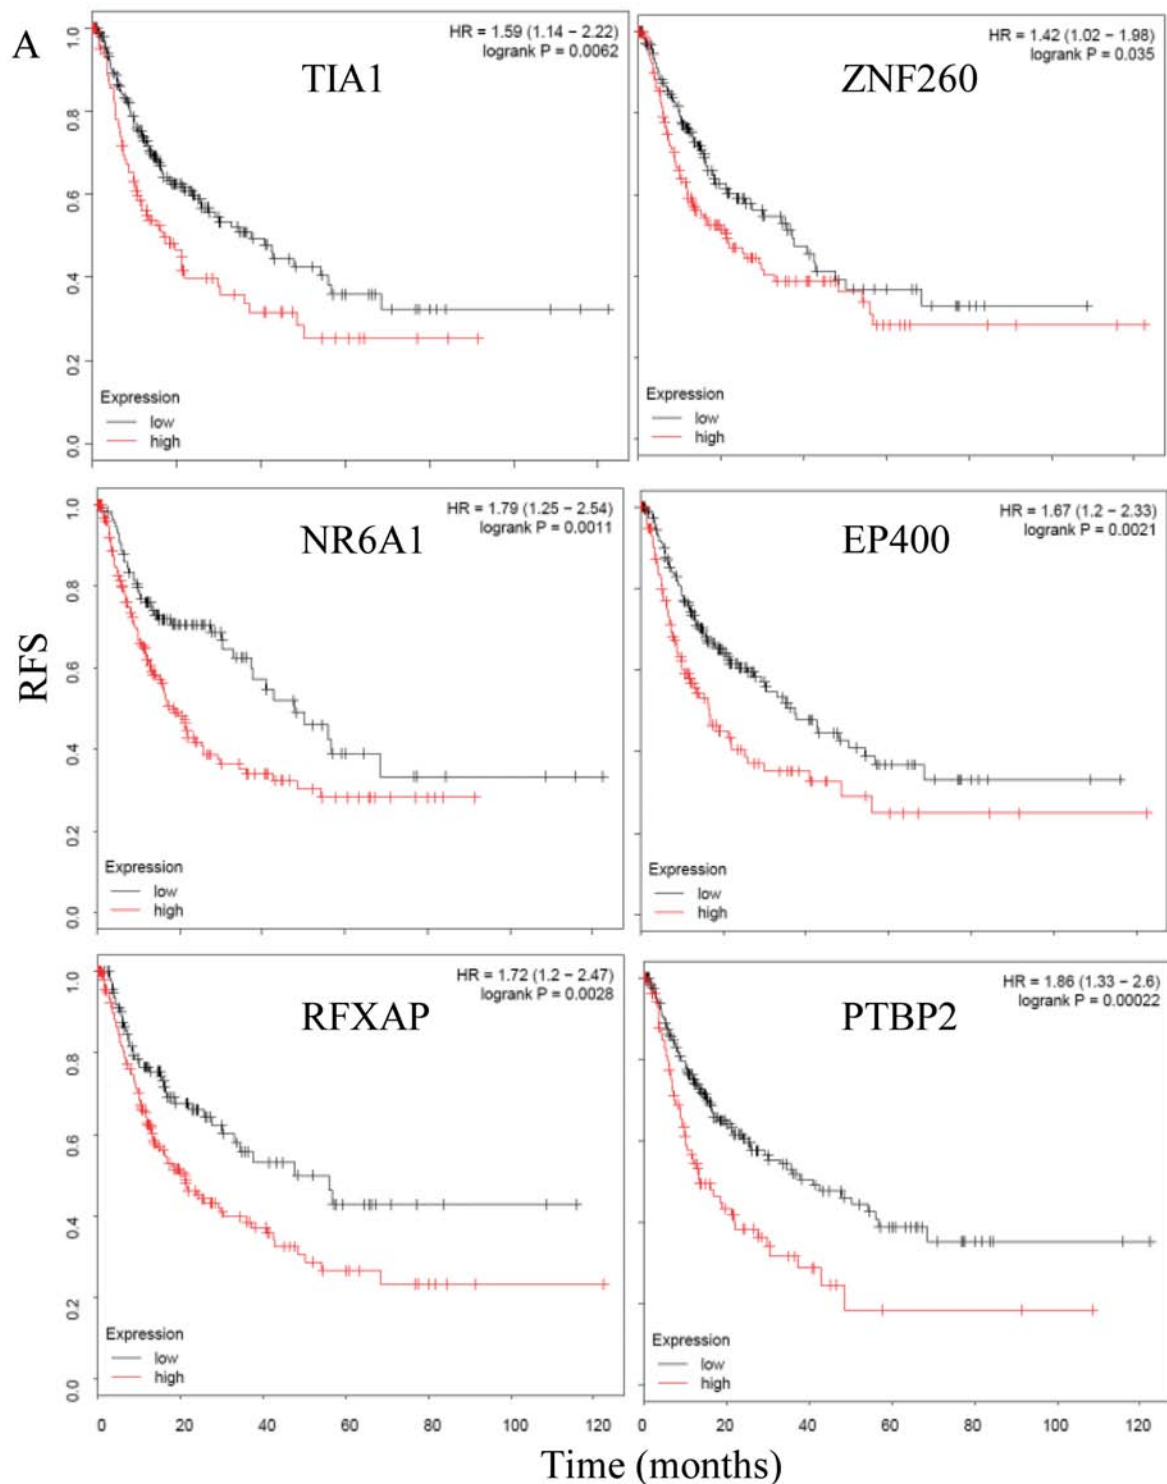 A
HR = 1.59 (1.14 − 2.22)
logrank P = 0.0062
TIA1
1.0
0.8
0.6
0.4
0.2
0.0
Expression
low
high
HR = 1.42 (1.02 − 1.98)
logrank P = 0.035
ZNF260
Expression
low
high
HR = 1.79 (1.25 − 2.54)
logrank P = 0.0011
NR6A1
1.0
0.8
0.6
0.4
0.2
0.0
Expression
low
high
HR = 1.67 (1.2 − 2.33)
logrank P = 0.0021
EP400
Expression
low
high
RFS
HR = 1.72 (1.2 − 2.47)
logrank P = 0.0028
RFXAP
1.0
0.8
0.6
0.4
0.2
0.0
Expression
low
high
0 20 40 60 80 100 120
HR = 1.86 (1.33 − 2.6)
logrank P = 0.00022
PTBP2
Expression
low
high
0 20 40 60 80 100 120
Time (months)